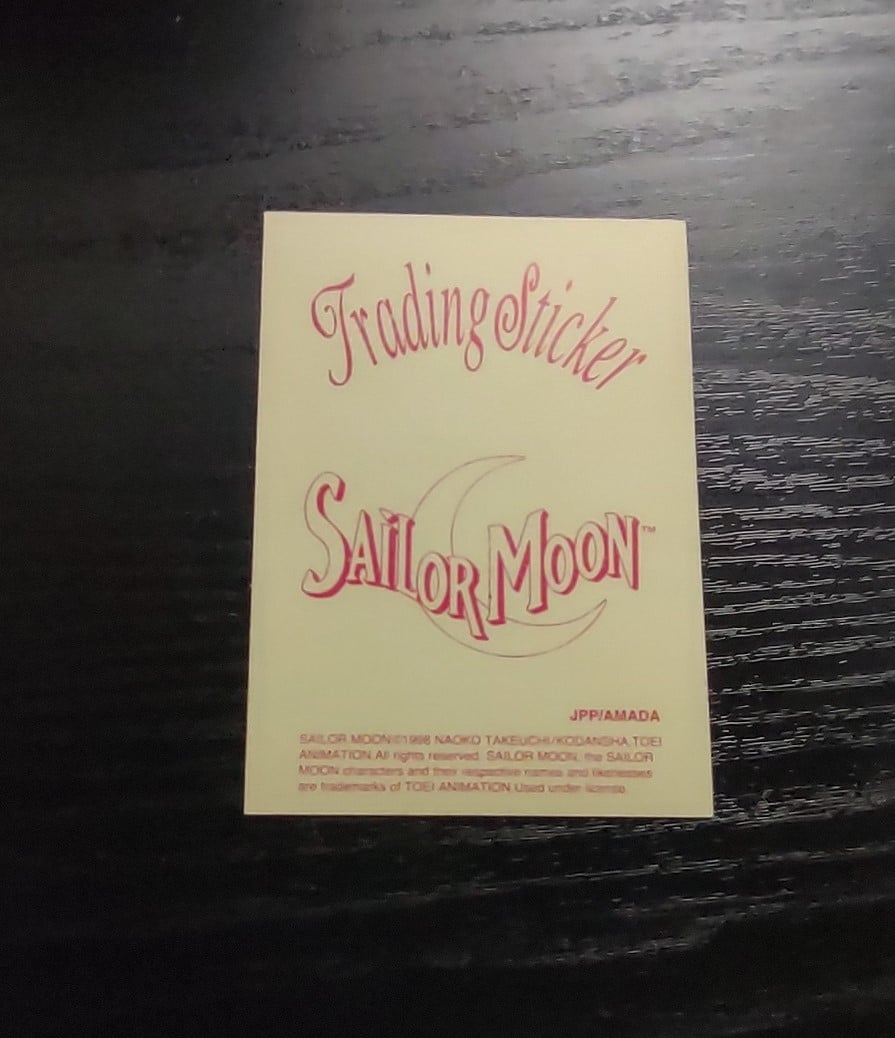 Trading Sticker
SAILOR MOON™
JPP/AMADA
SAILOR MOON©1998 NAOKO TAKEUCHI/KODANSHA,TOEI
ANIMATION.All rights reserved. SAILOR MOON, the SAILOR
MOON characters and their respective names and likenesses
are trademarks of TOEI ANIMATION.Used under license.